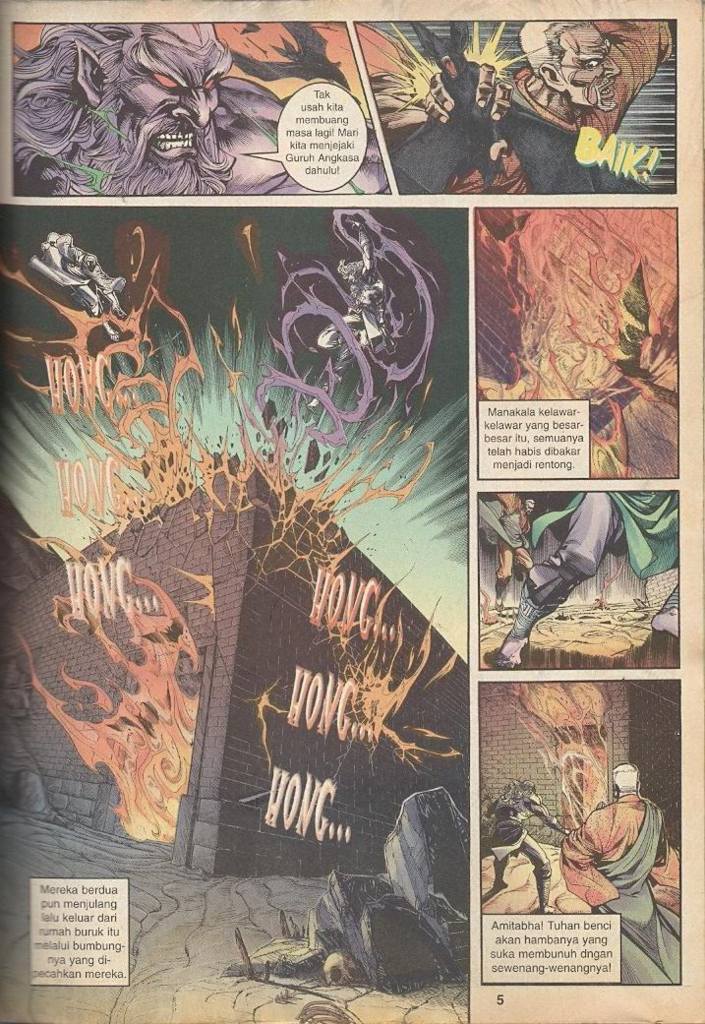 Tak
usah kita
membuang
masa lagi! Mari
kita menjejaki
Guruh Angkasa
dahulu!
BAIK!
HONG...
HONG...
HONG...
HONG...
HONG...
HONG...
Mereka berdua
pun menjulang
lalu keluar dari
rumah buruk itu
melalui bumbung-
nya yang di-
pecahkan mereka.
Manakala kelawar-
kelawar yang besar-
besar itu, semuanya
telah habis dibakar
menjadi rentong.
Amitabha! Tuhan benci
akan hambanya yang
suka membunuh dngan
sewenang-wenangnya!
5